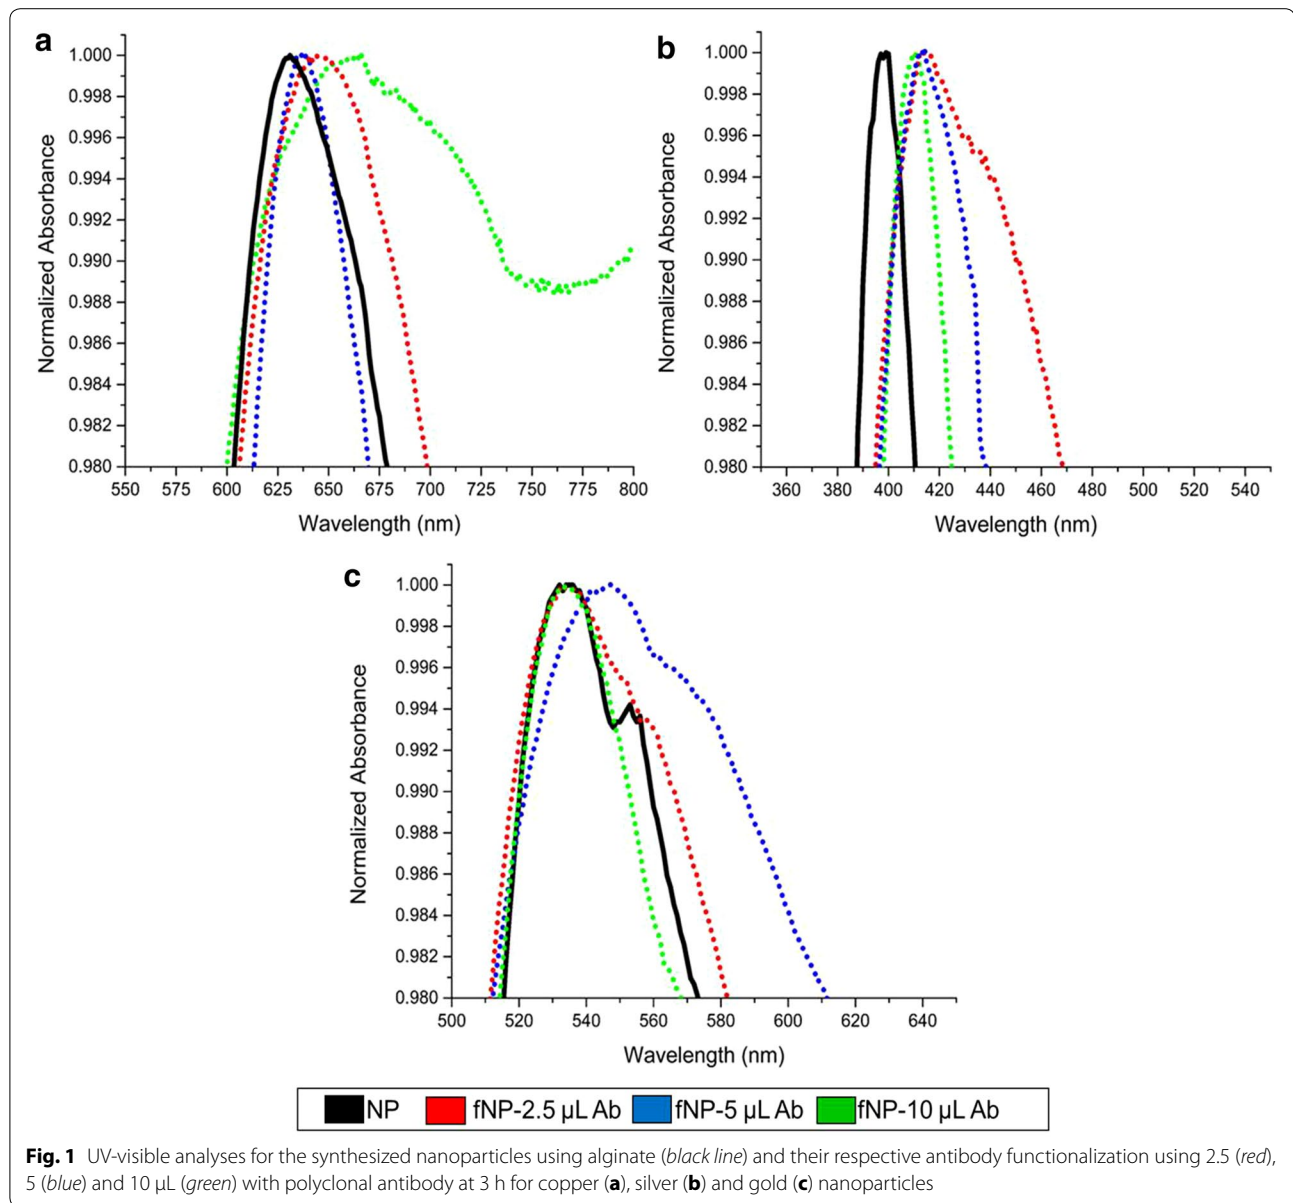 a
1.000
0.998
0.996
0.994
0.992
0.990
0.988
0.986
0.984
0.982
0.980
Normalized Absorbance
550 575 600 625 650 675 700 725 750 775 800
Wavelength (nm)
b
1.000
0.998
0.996
0.994
0.992
0.990
0.988
0.986
0.984
0.982
0.980
Normalized Absorbance
360 380 400 420 440 460 480 500 520 540
Wavelength (nm)
c
1.000
0.998
0.996
0.994
0.992
0.990
0.988
0.986
0.984
0.982
0.980
Normalized Absorbance
500 520 540 560 580 600 620 640
Wavelength (nm)
NP fNP-2.5 µL Ab fNP-5 µL Ab fNP-10 µL Ab
Fig. 1 UV-visible analyses for the synthesized nanoparticles using alginate (black line) and their respective antibody functionalization using 2.5 (red),
5 (blue) and 10 µL (green) with polyclonal antibody at 3 h for copper (a), silver (b) and gold (c) nanoparticles